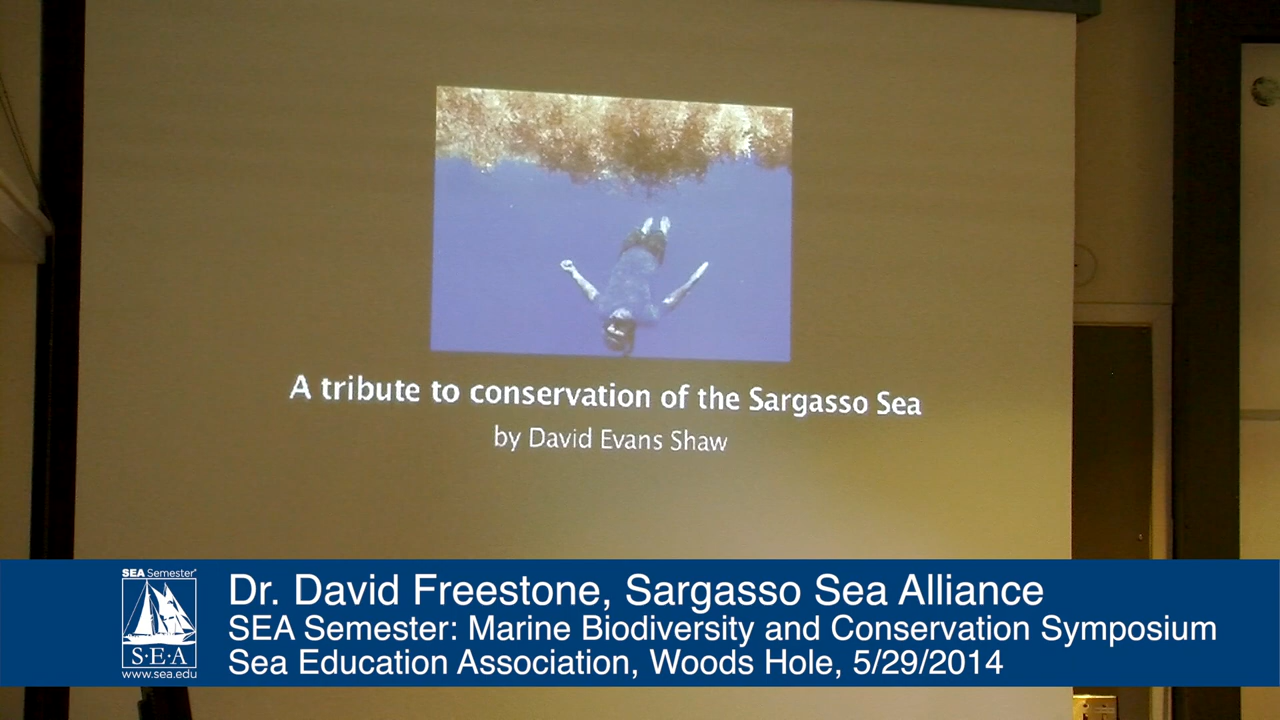 A tribute to conservation of the Sargasso Sea
by David Evans Shaw
SEA Semester®
S·E·A
www.sea.edu
Dr. David Freestone, Sargasso Sea Alliance
SEA Semester: Marine Biodiversity and Conservation Symposium
Sea Education Association, Woods Hole, 5/29/2014